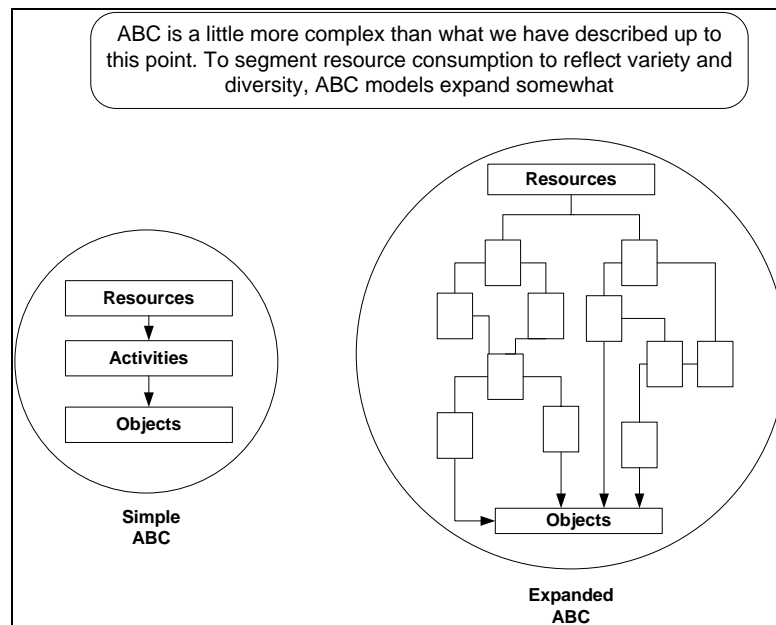 ABC is a little more complex than what we have described up to
this point. To segment resource consumption to reflect variety and
diversity, ABC models expand somewhat
Resources
Activities
Objects
Simple
ABC
Resources
Objects
Expanded
ABC